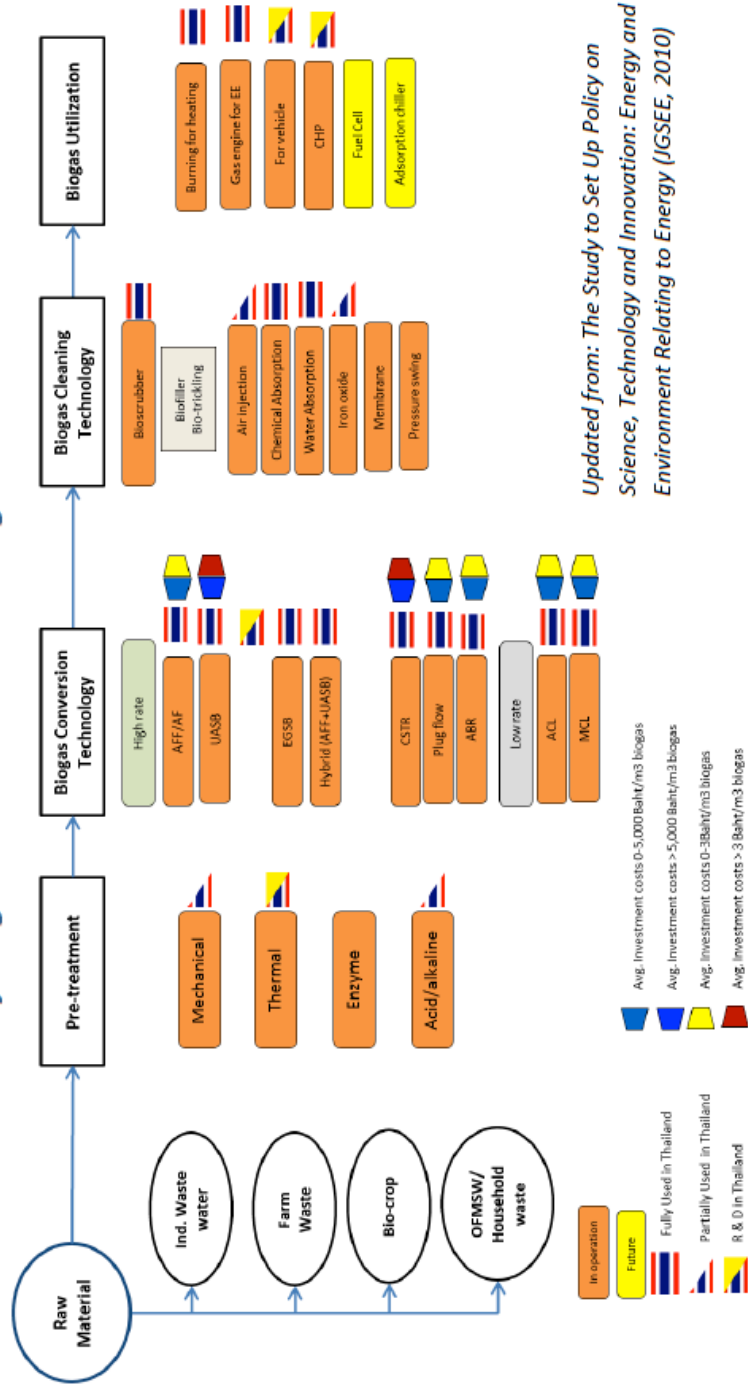 Raw
Material
Pre-treatment
Biogas Conversion
Technology
Biogas Cleaning
Technology
Biogas Utilization
Ind. Waste
water
Farm
Waste
Bio-crop
OFMSW/
Household
waste
Mechanical
Thermal
Enzyme
Acid/alkaline
High rate
AFF/AF
UASB
EGSB
Hybrid (AFF+UASB)
CSTR
Plug flow
ABR
Low rate
ACL
MCL
Bioscrubber
Biofiller
Bio-trickling
Air injection
Chemical Absorption
Water Absorption
Iron oxide
Membrane
Pressure swing
Burning for heating
Gas engine for EE
For vehicle
CHP
Fuel Cell
Adsorption chiller
In operation
Future
Fully Used in Thailand
Partially Used in Thailand
R & D in Thailand
Avg. Investment costs 0-5,000 Baht/m3 biogas
Avg. Investment costs > 5,000 Baht/m3 biogas
Avg. Investment costs 0-3Baht/m3 biogas
Avg. Investment costs > 3 Baht/m3 biogas
Updated from: The Study to Set Up Policy on
Science, Technology and Innovation: Energy and
Environment Relating to Energy (JGSEE, 2010)